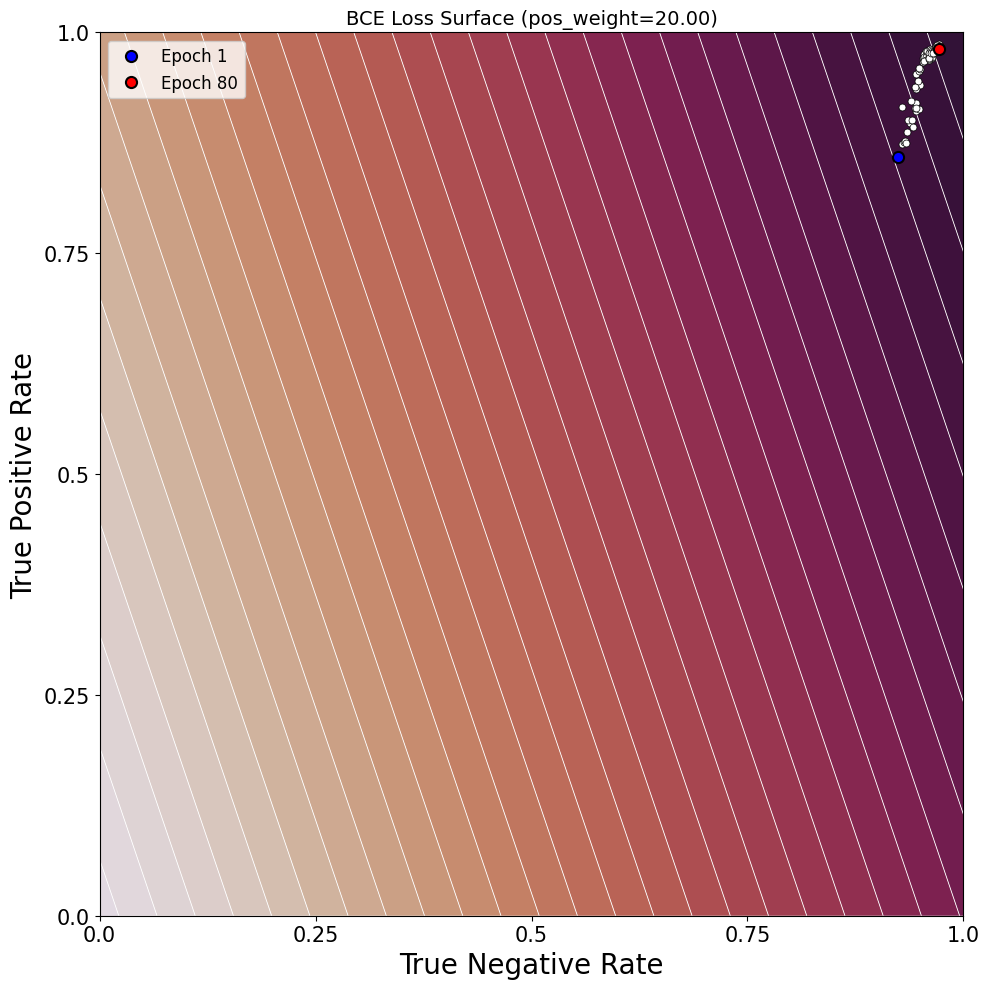 BCE Loss Surface (pos_weight=20.00)
Epoch 1
Epoch 80
1.0
0.75
0.5
0.25
0.0
True Positive Rate
0.0 0.25 0.5 0.75 1.0
True Negative Rate